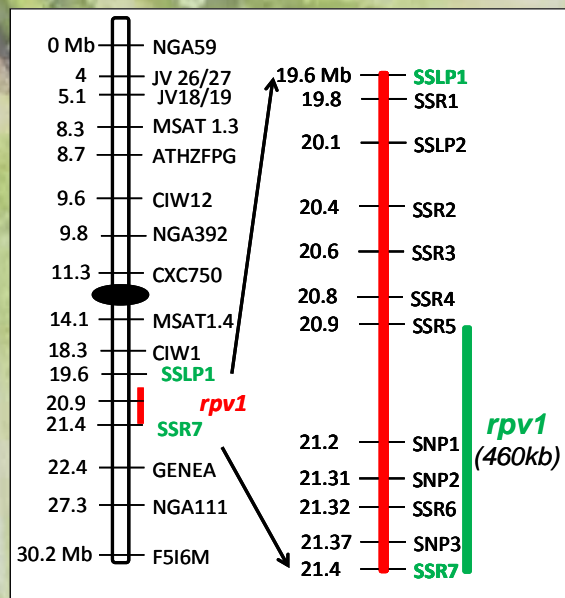 0 Mb NGA59
4 JV 26/27
5.1 JV18/19
8.3 MSAT 1.3
8.7 ATHZFPG
9.6 CIW12
9.8 NGA392
11.3 CXC750
14.1 MSAT1.4
18.3 CIW1
19.6 SSLP1
20.9 rpv1
21.4 SSR7
22.4 GENEA
27.3 NGA111
30.2 Mb F5I6M
19.6 Mb SSLP1
19.8 SSR1
20.1 SSLP2
20.4 SSR2
20.6 SSR3
20.8 SSR4
20.9 SSR5
21.2 SNP1
21.31 SNP2
21.32 SSR6
21.37 SNP3
21.4 SSR7
rpv1
(460kb)